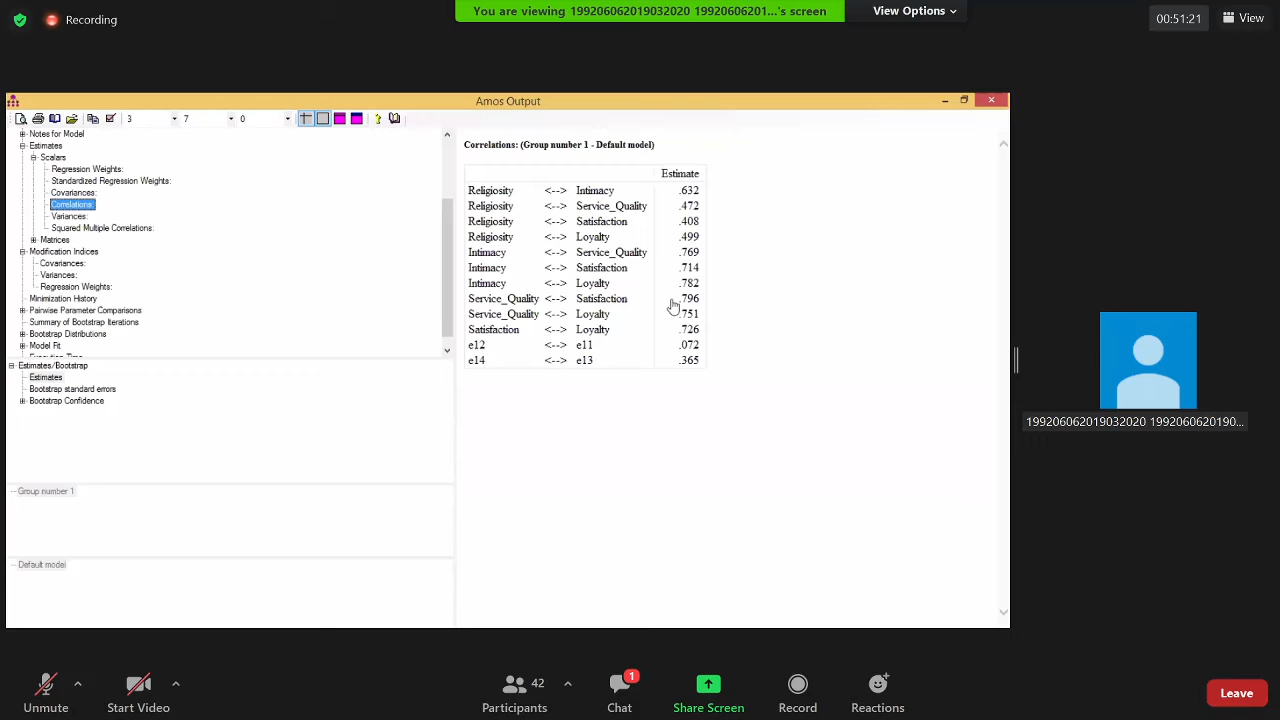 Recording
You are viewing 199206062019032020 19920606201...'s screen
View Options
00:51:21
View
Amos Output
3
7
0
Notes for Model
Estimates
Scalars
Regression Weights:
Standardized Regression Weights:
Covariances:
Correlations:
Variances:
Squared Multiple Correlations:
Matrices
Modification Indices
Covariances:
Variances:
Regression Weights:
Minimization History
Pairwise Parameter Comparisons
Summary of Bootstrap Iterations
Bootstrap Distributions
Model Fit
Execution Time
Estimates/Bootstrap
Estimates
Bootstrap standard errors
Bootstrap Confidence
Group number 1
Default model
Correlations: (Group number 1 - Default model)
Estimate
Religiosity <--> Intimacy .632
Religiosity <--> Service_Quality .472
Religiosity <--> Satisfaction .408
Religiosity <--> Loyalty .499
Intimacy <--> Service_Quality .769
Intimacy <--> Satisfaction .714
Intimacy <--> Loyalty .782
Service_Quality <--> Satisfaction .796
Service_Quality <--> Loyalty .751
Satisfaction <--> Loyalty .726
e12 <--> e11 .072
e14 <--> e13 .365
199206062019032020 1992060620190...
Unmute
Start Video
42
Participants
1
Chat
Share Screen
Record
Reactions
Leave